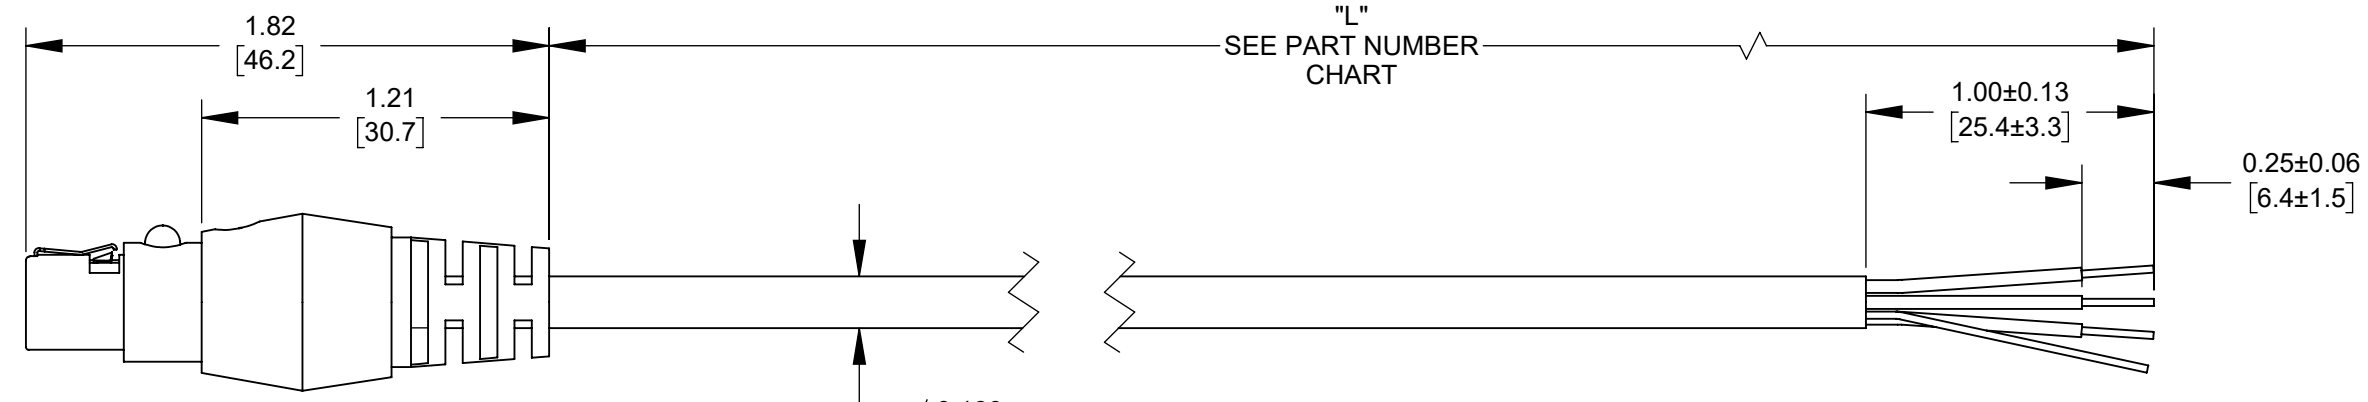 1.82
[46.2]
"L"
SEE PART NUMBER
CHART
1.21
[30.7]
1.00±0.13
[25.4±3.3]
0.25±0.06
[6.4±1.5]